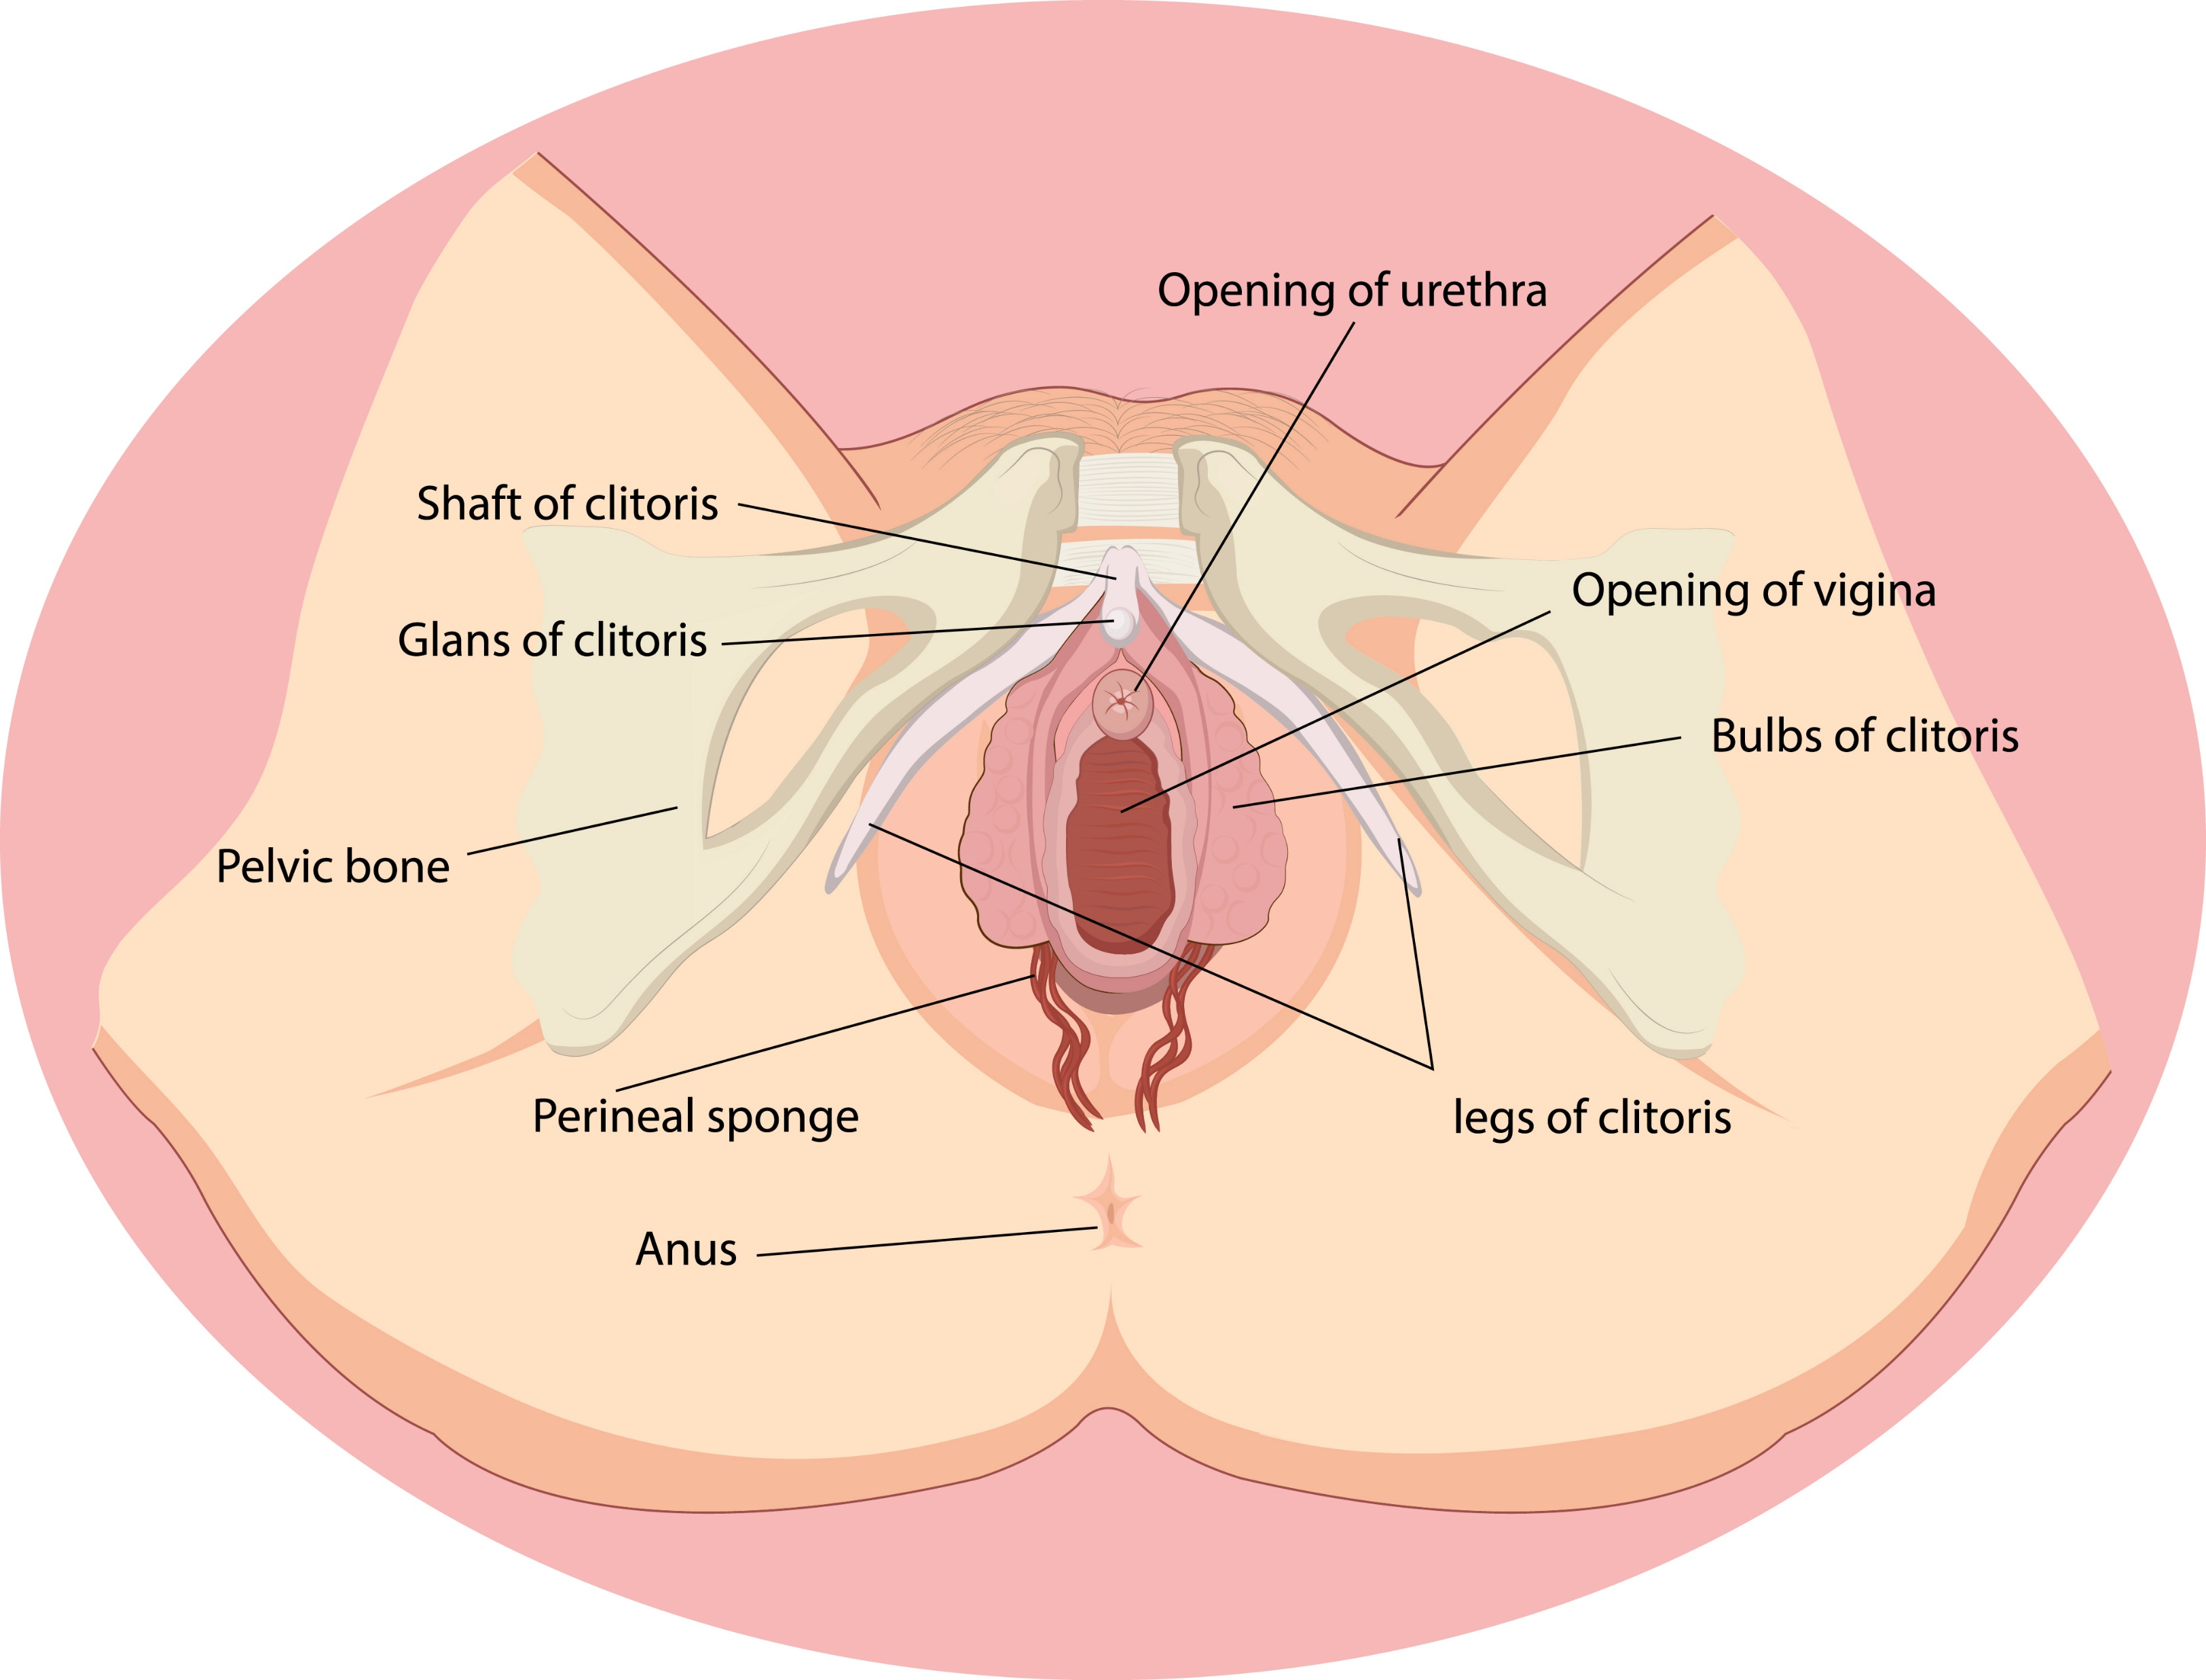 Opening of urethra
Shaft of clitoris
Opening of vigina
Glans of clitoris
Bulbs of clitoris
Pelvic bone
Perineal sponge
legs of clitoris
Anus